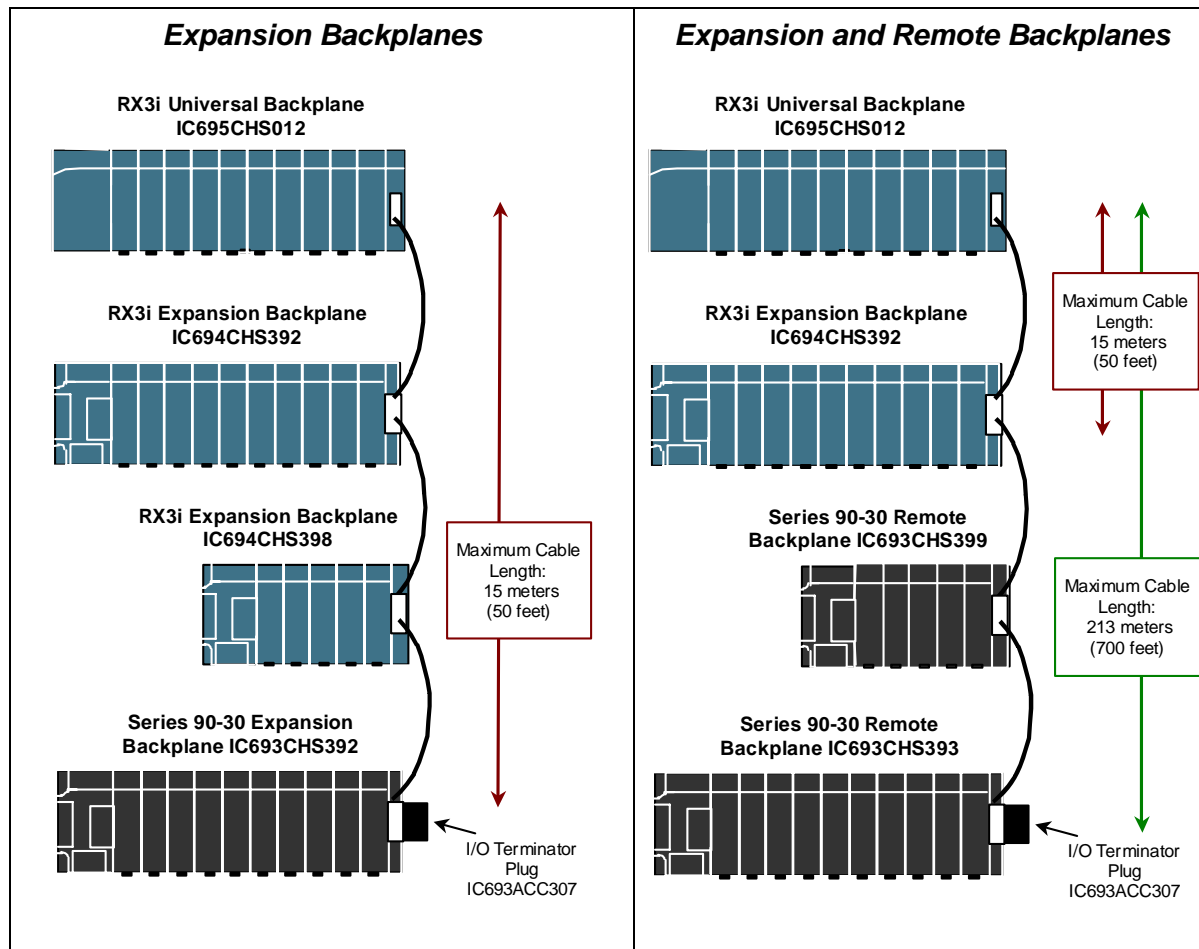 Expansion Backplanes
RX3i Universal Backplane
IC695CHS012
RX3i Expansion Backplane
IC694CHS392
RX3i Expansion Backplane
IC694CHS398
Maximum Cable
Length:
15 meters
(50 feet)
Series 90-30 Expansion
Backplane IC693CHS392
I/O Terminator
Plug
IC693ACC307
Expansion and Remote Backplanes
RX3i Universal Backplane
IC695CHS012
Maximum Cable
Length:
15 meters
(50 feet)
RX3i Expansion Backplane
IC694CHS392
Series 90-30 Remote
Backplane IC693CHS399
Maximum Cable
Length:
213 meters
(700 feet)
Series 90-30 Remote
Backplane IC693CHS393
I/O Terminator
Plug
IC693ACC307